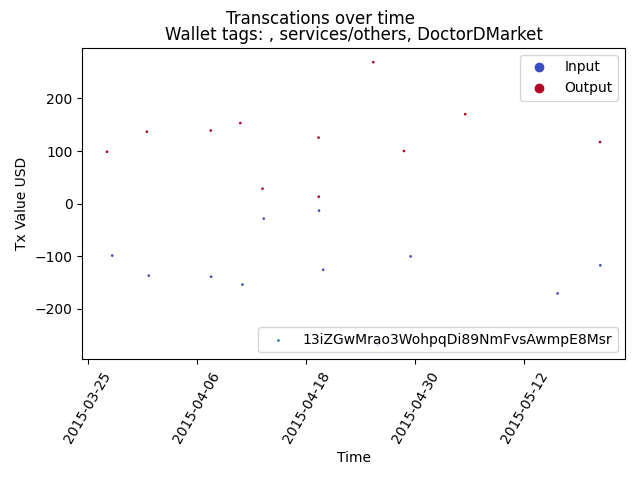 Transcations over time
Wallet tags: , services/others, DoctorDMarket
Input
Output
200
100
0
−100
−200
Tx Value USD
13iZGwMrao3WohpqDi89NmFvsAwmpE8Msr
2015-03-25
2015-04-06
2015-04-18
2015-04-30
2015-05-12
Time